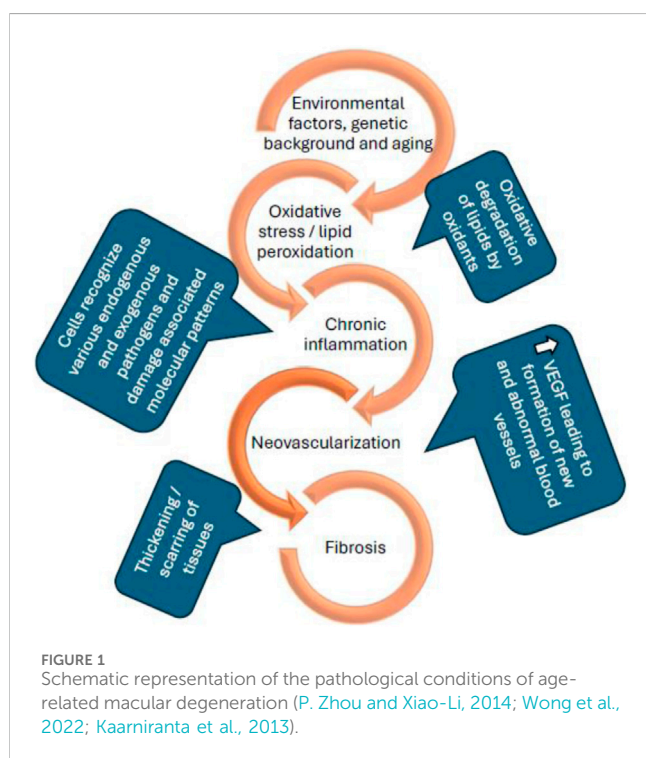 Environmental
factors, genetic
background and aging
Oxidative
degradation
of lipids by
oxidants
Oxidative
stress / lipid
peroxidation
Cells recognize
various endogenous
and exogenous
pathogens and
damage associated
molecular patterns
Chronic
inflammation
VEGF leading to
formation of new
and abnormal blood
vessels
Neovascularization
Thickening /
scarring of
tissues
Fibrosis
FIGURE 1
Schematic representation of the pathological conditions of age-
related macular degeneration (P. Zhou and Xiao-Li, 2014; Wong et al.,
2022; Kaarniranta et al., 2013).